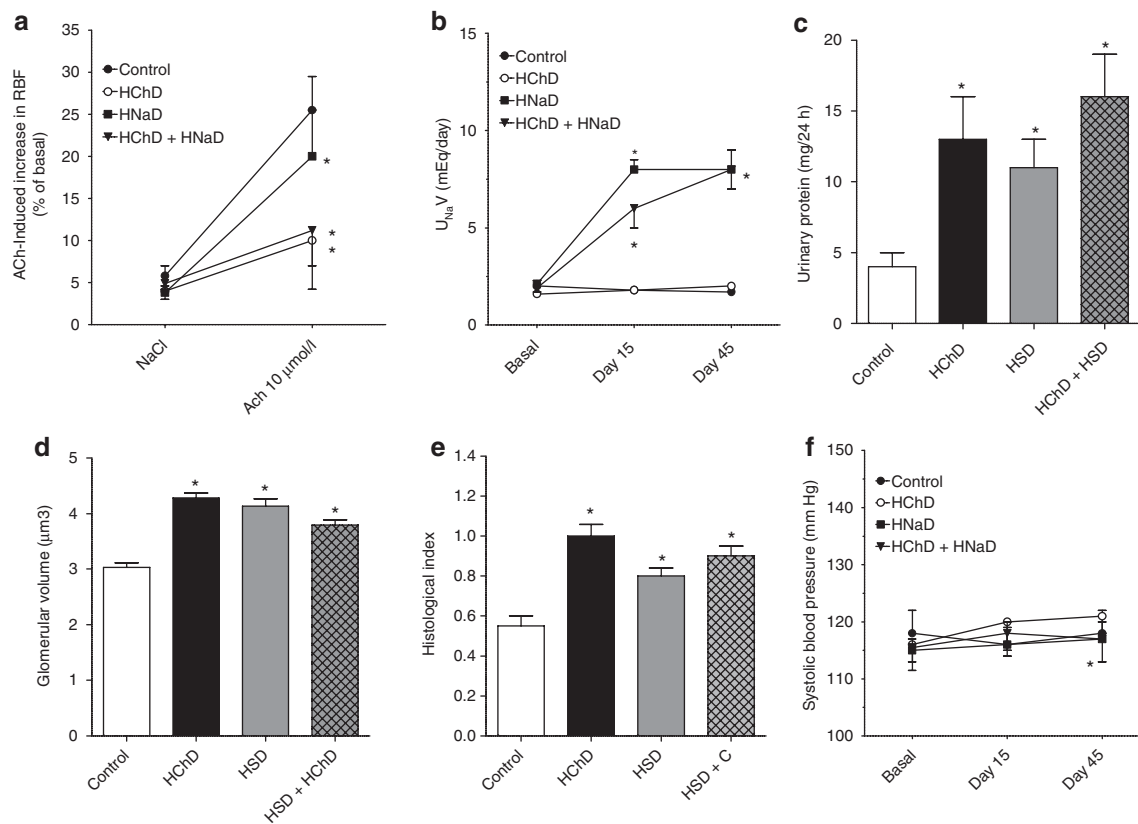 a
ACh-Induced increase in RBF
(% of basal)
35
30
25
20
15
10
5
0
Control
HChD
HNaD
HChD + HNaD
*
*
*
NaCl
Ach 10 μmol/l
b
UNaV (mEq/day)
15
10
5
0
Control
HChD
HNaD
HChD + HNaD
*
*
*
Basal
Day 15
Day 45
c
Urinary protein (mg/24 h)
20
15
10
5
0
*
*
*
Control
HChD
HSD
HChD + HSD
d
Glomerular volume (μm3)
5
4
3
2
1
0
*
*
*
Control
HChD
HSD
HSD + HChD
e
Histological index
1.4
1.2
1.0
0.8
0.6
0.4
0.2
0.0
*
*
*
Control
HChD
HSD
HSD + C
f
Systolic blood pressure (mm Hg)
150
140
130
120
110
100
Control
HChD
HNaD
HChD + HNaD
*
Basal
Day 15
Day 45